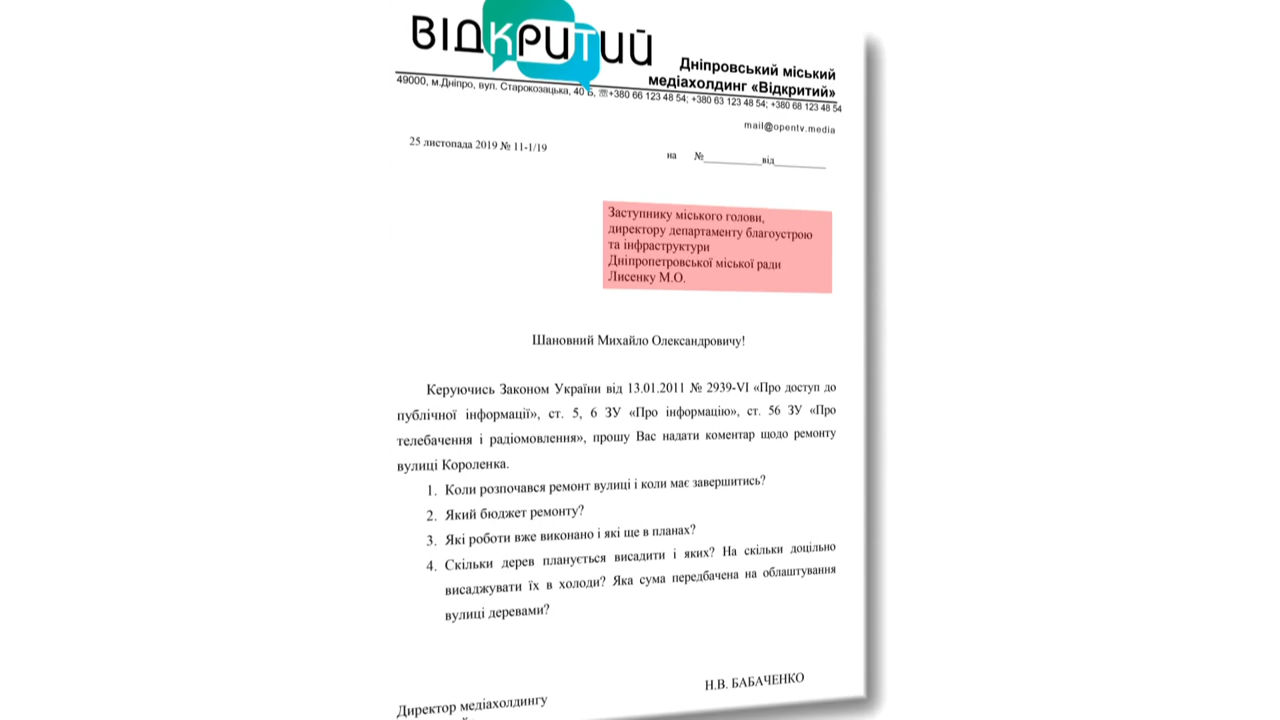 ВІДКРИТИЙ
Дніпровський міський
медіахолдинг «Відкритий»
49000, м.Дніпро, вул. Старокозацька, 40 Б, ☏+380 66 123 48 54; +380 63 123 48 54; +380 68 123 48 54
mail@opentv.media
25 листопада 2019 № 11-1/19
на №__________від_________
Заступнику міського голови,
директору департаменту благоустрою
та інфраструктури
Дніпропетровської міської ради
Лисенку М.О.
Шановний Михайло Олександровичу!
Керуючись Законом України від 13.01.2011 № 2939-VI «Про доступ до
публічної інформації», ст. 5, 6 ЗУ «Про інформацію», ст. 56 ЗУ «Про
телебачення і радіомовлення», прошу Вас надати коментар щодо ремонту
вулиці Короленка.
1. Коли розпочався ремонт вулиці і коли має завершитись?
2. Який бюджет ремонту?
3. Які роботи вже виконано і які ще в планах?
4. Скільки дерев планується висадити і яких? На скільки доцільно
висаджувати їх в холоди? Яка сума передбачена на облаштування
вулиці деревами?
Н.В. БАБАЧЕНКО
Директор медіахолдингу